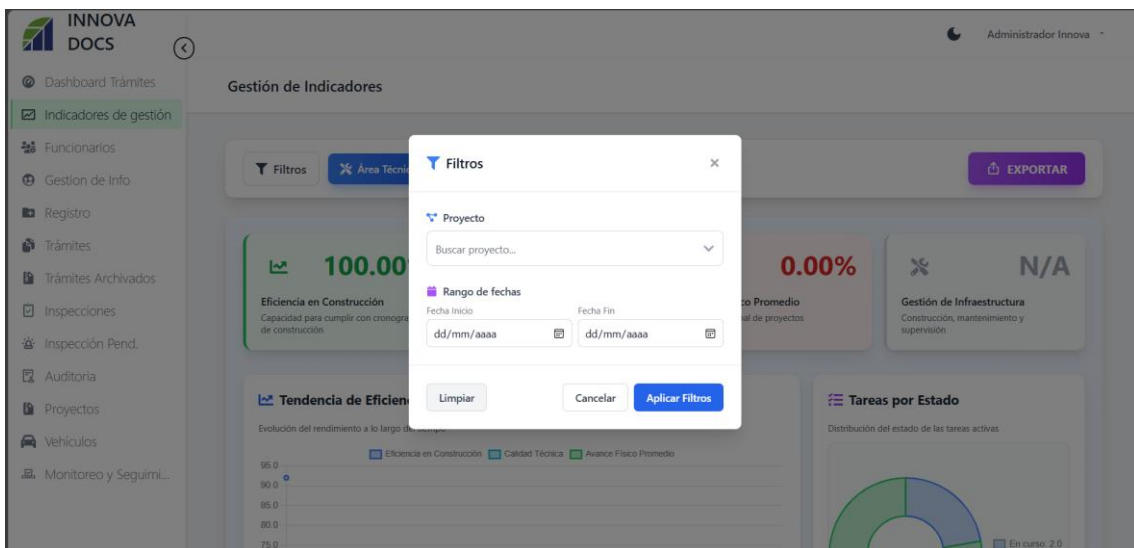 INNOVA
DOCS
Administrador Innova
Dashboard Trámites
Indicadores de gestión
Funcionarios
Gestion de Info
Registro
Trámites
Trámites Archivados
Inspecciones
Inspección Pend.
Auditoria
Proyectos
Vehículos
Monitoreo y Seguimi...
Gestión de Indicadores
Filtros
Área Técni
EXPORTAR
Filtros
Proyecto
Buscar proyecto...
Rango de fechas
Fecha Inicio
Fecha Fin
dd/mm/aaaa
dd/mm/aaaa
Limpiar
Cancelar
Aplicar Filtros
100.00
Eficiencia en Construcción
Capacidad para cumplir con cronogra
de construcción
0.00%
co Promedio
al de proyectos
N/A
Gestión de Infraestructura
Construcción, mantenimiento y
supervisión
Tendencia de Eficien
Evolución del rendimiento a lo largo de
Eficiencia en Construcción
Calidad Técnica
Avance Físico Promedio
95.0
90.0
85.0
80.0
75.0
Tareas por Estado
Distribución del estado de las tareas activas
En curso: 2.0